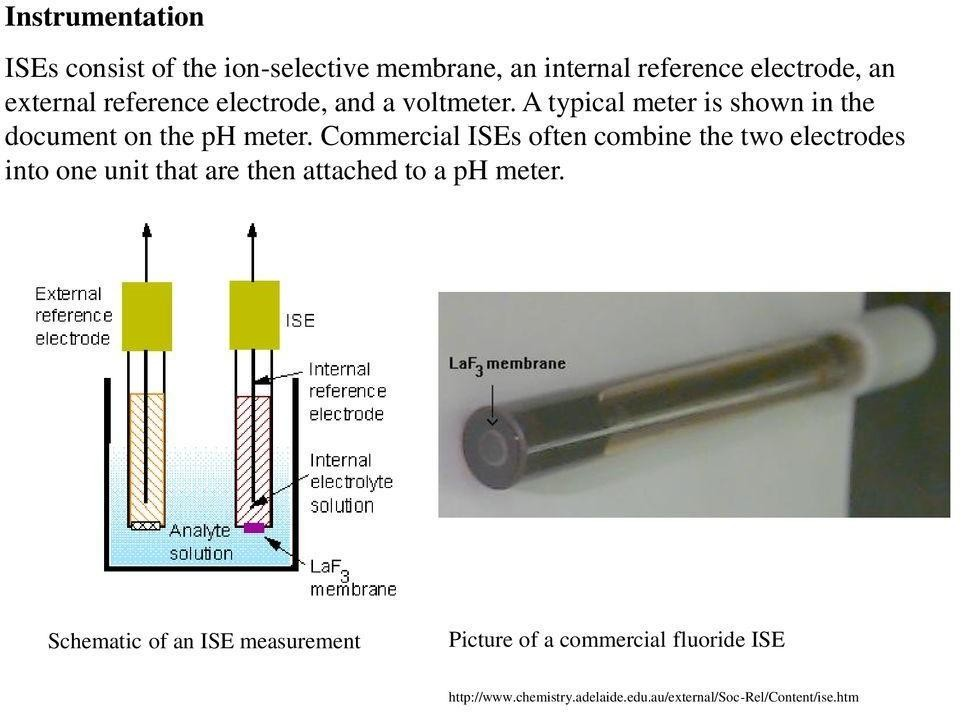 Instrumentation
ISEs consist of the ion-selective membrane, an internal reference electrode, an
external reference electrode, and a voltmeter. A typical meter is shown in the
document on the pH meter. Commercial ISEs often combine the two electrodes
into one unit that are then attached to a pH meter.
External
reference
electrode
ISE
Internal
reference
electrode
Internal
electrolyte
solution
Analyte
solution
LaF3
membrane
LaF3 membrane
Schematic of an ISE measurement
Picture of a commercial fluoride ISE
http://www.chemistry.adelaide.edu.au/external/Soc-Rel/Content/ise.htm